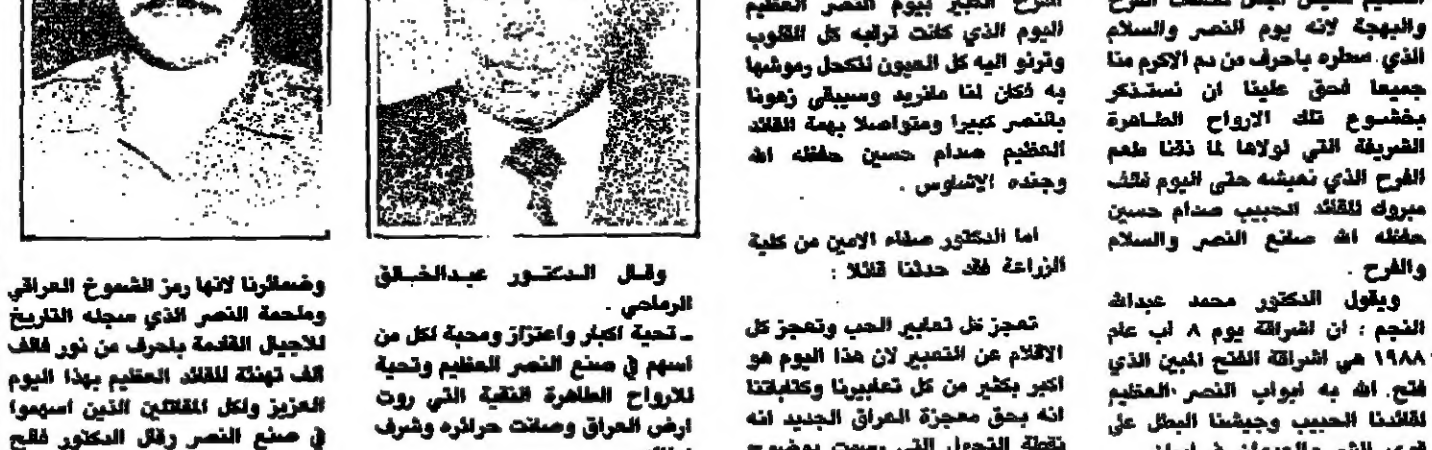 والبهجة لانه يوم النصر والسلام
الذي سطره باحرف من دم الاكرم منا
جميعا فحق علينا ان نستذكر
بخشوع تلك الارواح الطاهرة
الشريفة التي لولاها لما ذقنا طعم
الفرح الذي نعيشه حتى اليوم فالف
مبروك للقائد الحبيب صدام حسين
حفظه الله صانع النصر والسلام
والفرح .
ويقول الدكتور محمد عبدالله
النجم : ان اشراقة يوم ٨ اب عام
١٩٨٨ هي اشراقة الفتح المبين الذي
فتح الله به ابواب النصر العظيم
لقائدنا الحبيب وجيشنا البطل على
الكبير بيوم النصر العظيم
اليوم الذي كانت تراقبه كل القلوب
وترنو اليه كل العيون لتكحل رموشها
به فكان لنا مانريد وسيبقى زهونا
بالنصر كبيرا ومتواصلا بهمة القائد
العظيم صدام حسين حفظه الله
وجنده الاشاوس .
اما الدكتور صفاء الامين من كلية
الزراعة فقد حدثنا قائلا :
تعجز كل تعابير الحب وتعجز كل
الاقلام عن التعبير لان هذا اليوم هو
اكبر بكثير من كل تعابيرنا وكتاباتنا
انه بحق معجزة العراق الجديد انه
نقطة التحول التي رسمت بوضوح
وقال الدكتور عبدالخالق
الرماحي .
ـ تحية اكبار واعتزاز ومحبة لكل من
اسهم في صنع النصر العظيم وتحية
للارواح الطاهرة النقية التي روت
ارض العراق وصانت حرائره وشرف
وضمائرنا لانها رمز الشموخ العراقي
وملحمة النصر الذي سجله التاريخ
للاجيال القادمة باحرف من نور فالف
الف تهنئة للقائد العظيم بهذا اليوم
العزيز ولكل المقاتلين الذين اسهموا
في صنع النصر وقال الدكتور فالح